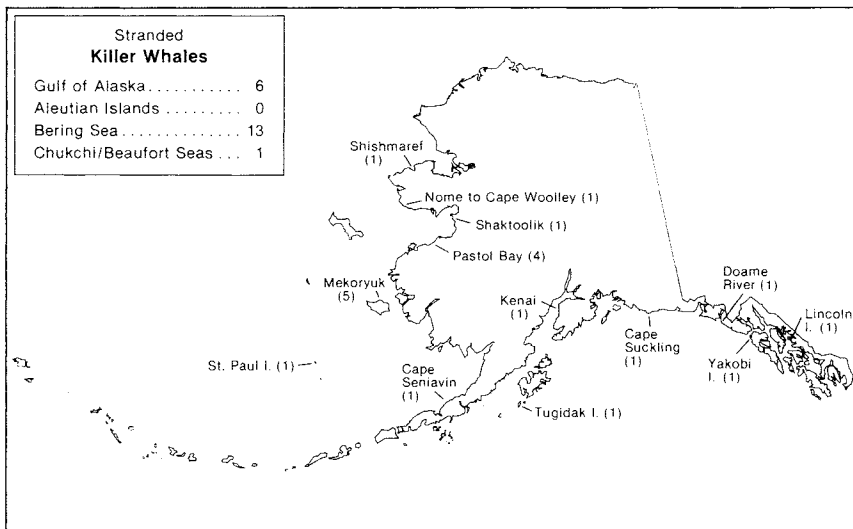 Stranded
Killer Whales
Gulf of Alaska........... 6
Aleutian Islands ......... 0
Bering Sea............. 13
Chukchi/Beaufort Seas ... 1
Shishmaref
(1)
Nome to Cape Woolley (1)
Shaktoolik (1)
Pastol Bay (4)
Mekoryuk
(5)
Kenai
(1)
Doame
River (1)
Lincoln
I. (1)
Cape
Suckling
(1)
Yakobi
I. (1)
St. Paul I. (1)
Cape
Seniavin
(1)
Tugidak I. (1)